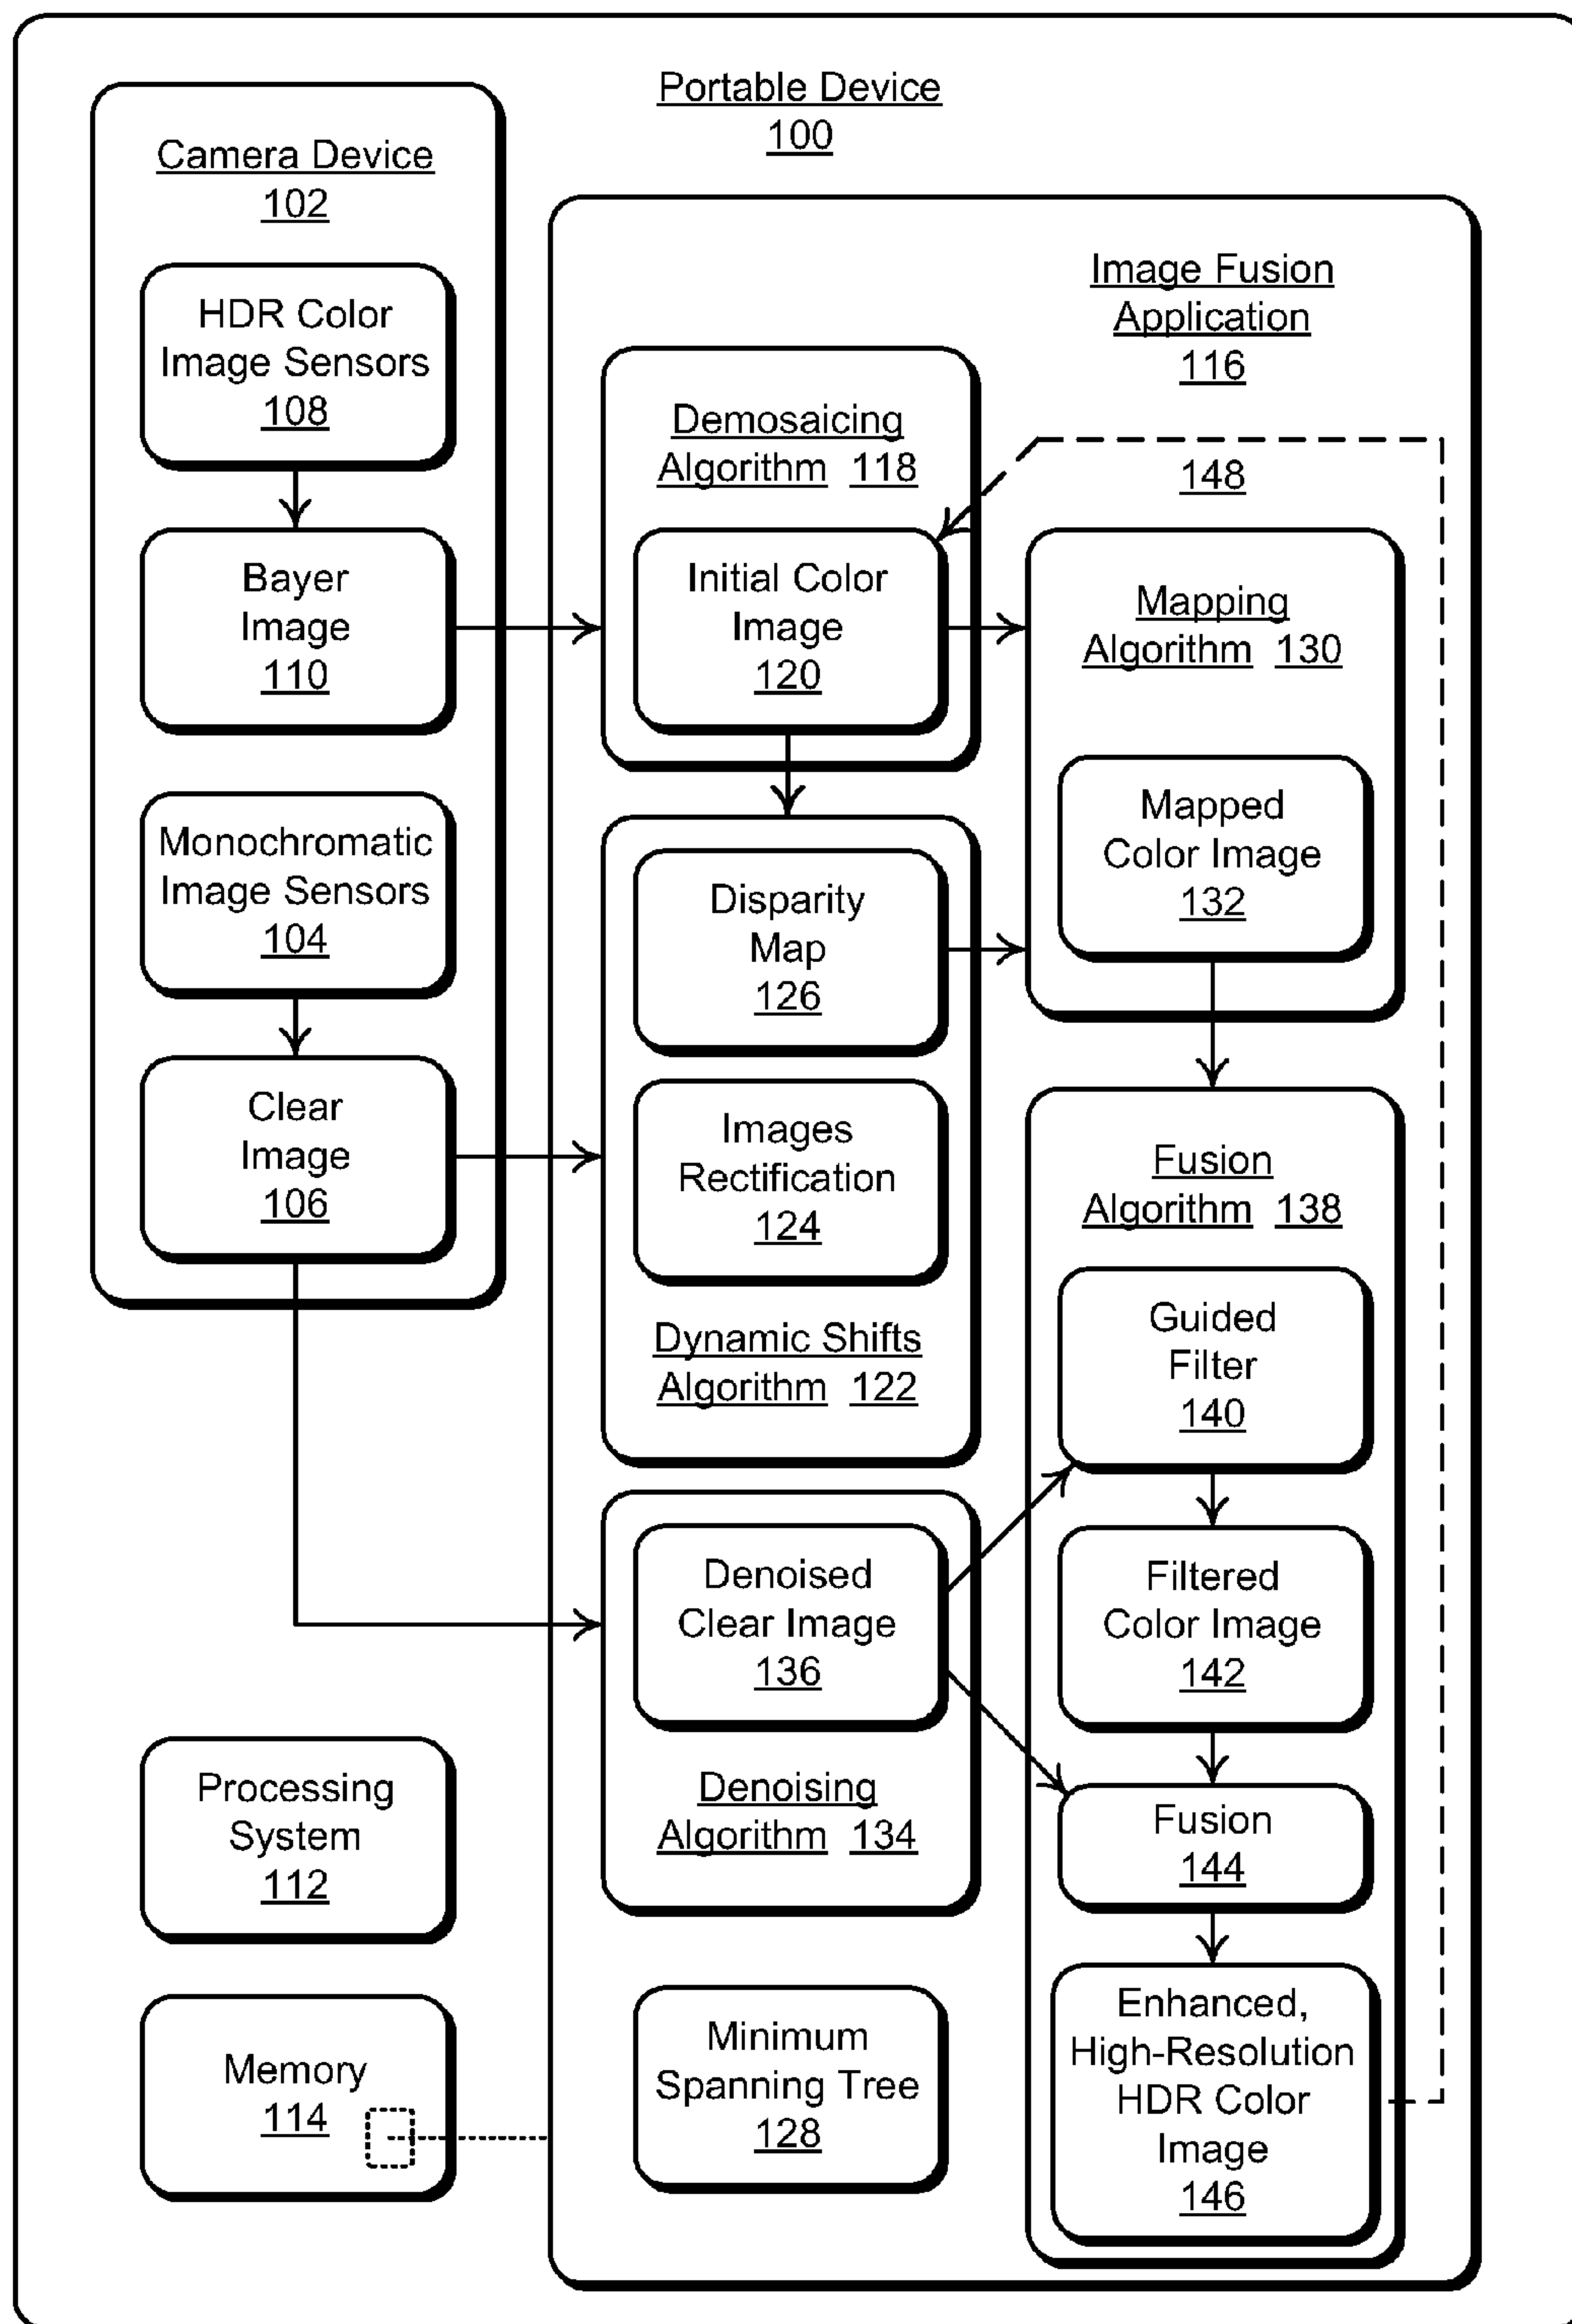 Portable Device
100
Camera Device
102
HDR Color
Image Sensors
108
Bayer
Image
110
Monochromatic
Image Sensors
104
Clear
Image
106
Processing
System
112
Memory
114
Image Fusion
Application
116
Demosaicing
Algorithm 118
Initial Color
Image
120
148
Mapping
Algorithm 130
Mapped
Color Image
132
Disparity
Map
126
Images
Rectification
124
Dynamic Shifts
Algorithm 122
Denoised
Clear Image
136
Denoising
Algorithm 134
Minimum
Spanning Tree
128
Fusion
Algorithm 138
Guided
Filter
140
Filtered
Color Image
142
Fusion
144
Enhanced,
High-Resolution
HDR Color
Image
146